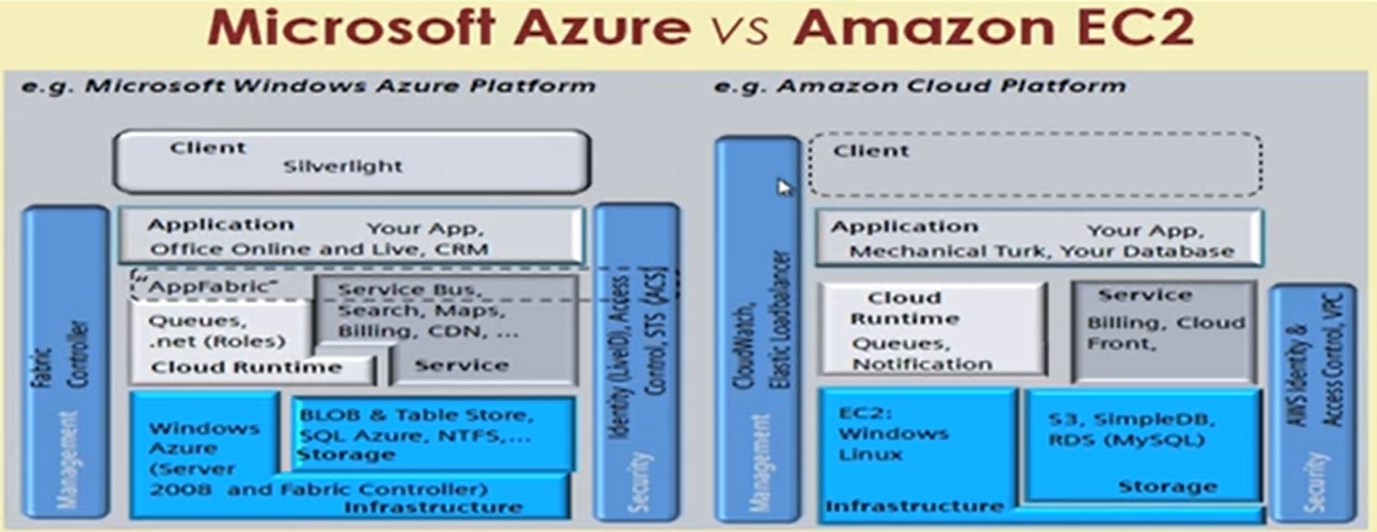 Microsoft Azure vs Amazon EC2
e.g. Microsoft Windows Azure Platform
Client
Silverlight
Application Your App,
Office Online and Live, CRM
"AppFabric"
Queues,
.net (Roles)
Cloud Runtime
Service Bus,
Search, Maps,
Billing, CDN, ...
Service
Windows
Azure
(Server
2008 and Fabric Controller)
Infrastructure
BLOB & Table Store,
SQL Azure, NTFS,...
Storage
Fabric
Controller
Management
Identity (LiveID), Access
Control, STS (ACS)
Security
e.g. Amazon Cloud Platform
Client
Application Your App,
Mechanical Turk, Your Database
Cloud
Runtime
Queues,
Notification
Service
Billing, Cloud
Front,
EC2:
Windows
Linux
Infrastructure
S3, SimpleDB,
RDS (MySQL)
Storage
CloudWatch,
Elastic Loadbalancer
Management
AWS Identity &
Access Control, VPC
Security